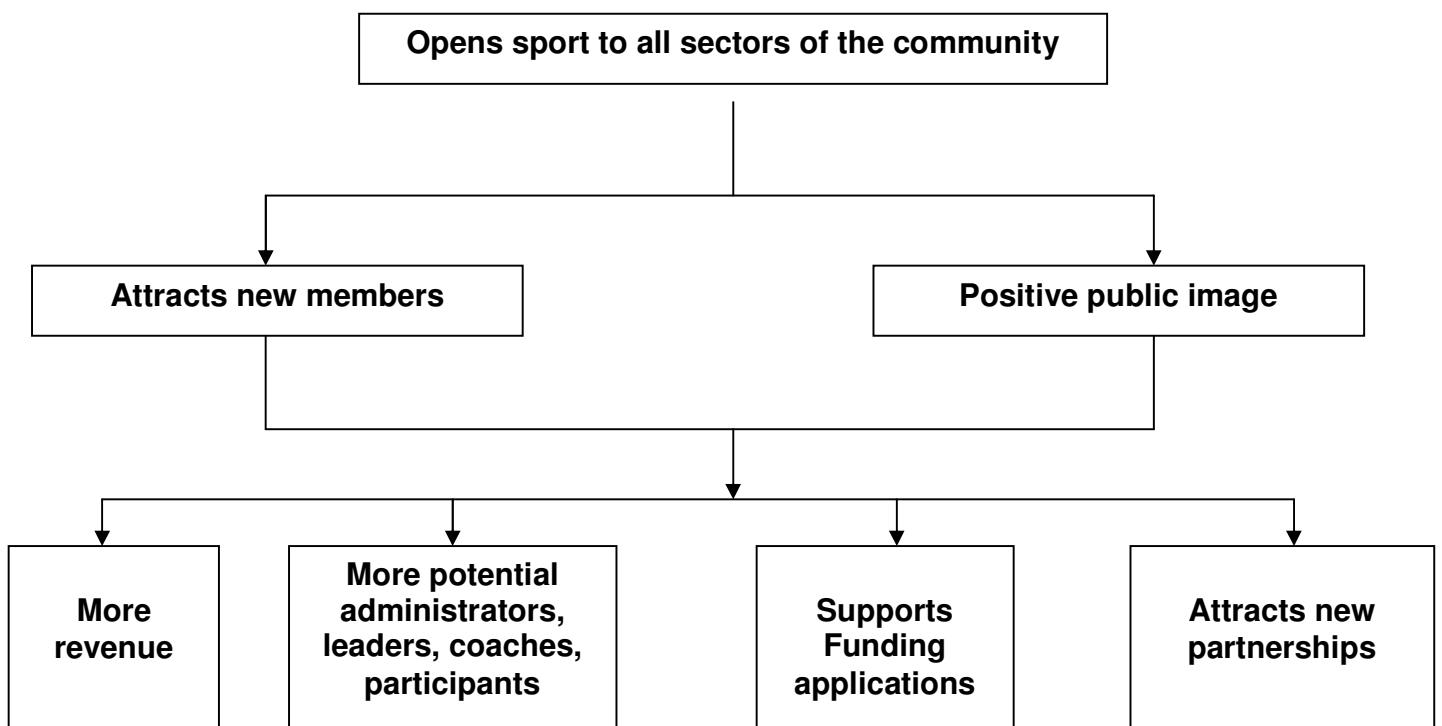 Opens sport to all sectors of the community
Attracts new members
Positive public image
More
revenue
More potential
administrators,
leaders, coaches,
participants
Supports
Funding
applications
Attracts new
partnerships